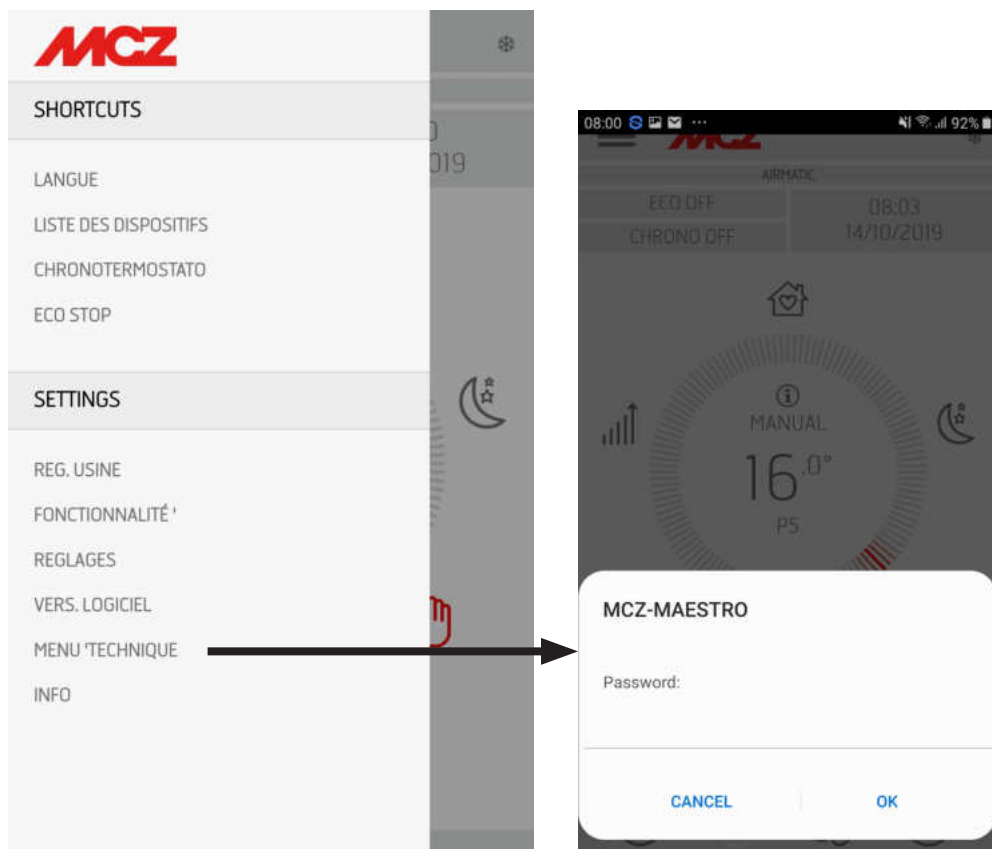 MCZ
SHORTCUTS
LANGUE
LISTE DES DISPOSITIFS
CHRONOTERMOSTATO
ECO STOP
SETTINGS
REG. USINE
FONCTIONNALITÉ '
REGLAGES
VERS. LOGICIEL
MENU 'TECHNIQUE
INFO
019
08:00 92%
MCZ
AIRMATIC
ECO OFF
08:03
CHRONO OFF
14/10/2019
MANUAL
16.0°
P5
MCZ-MAESTRO
Password:
CANCEL OK